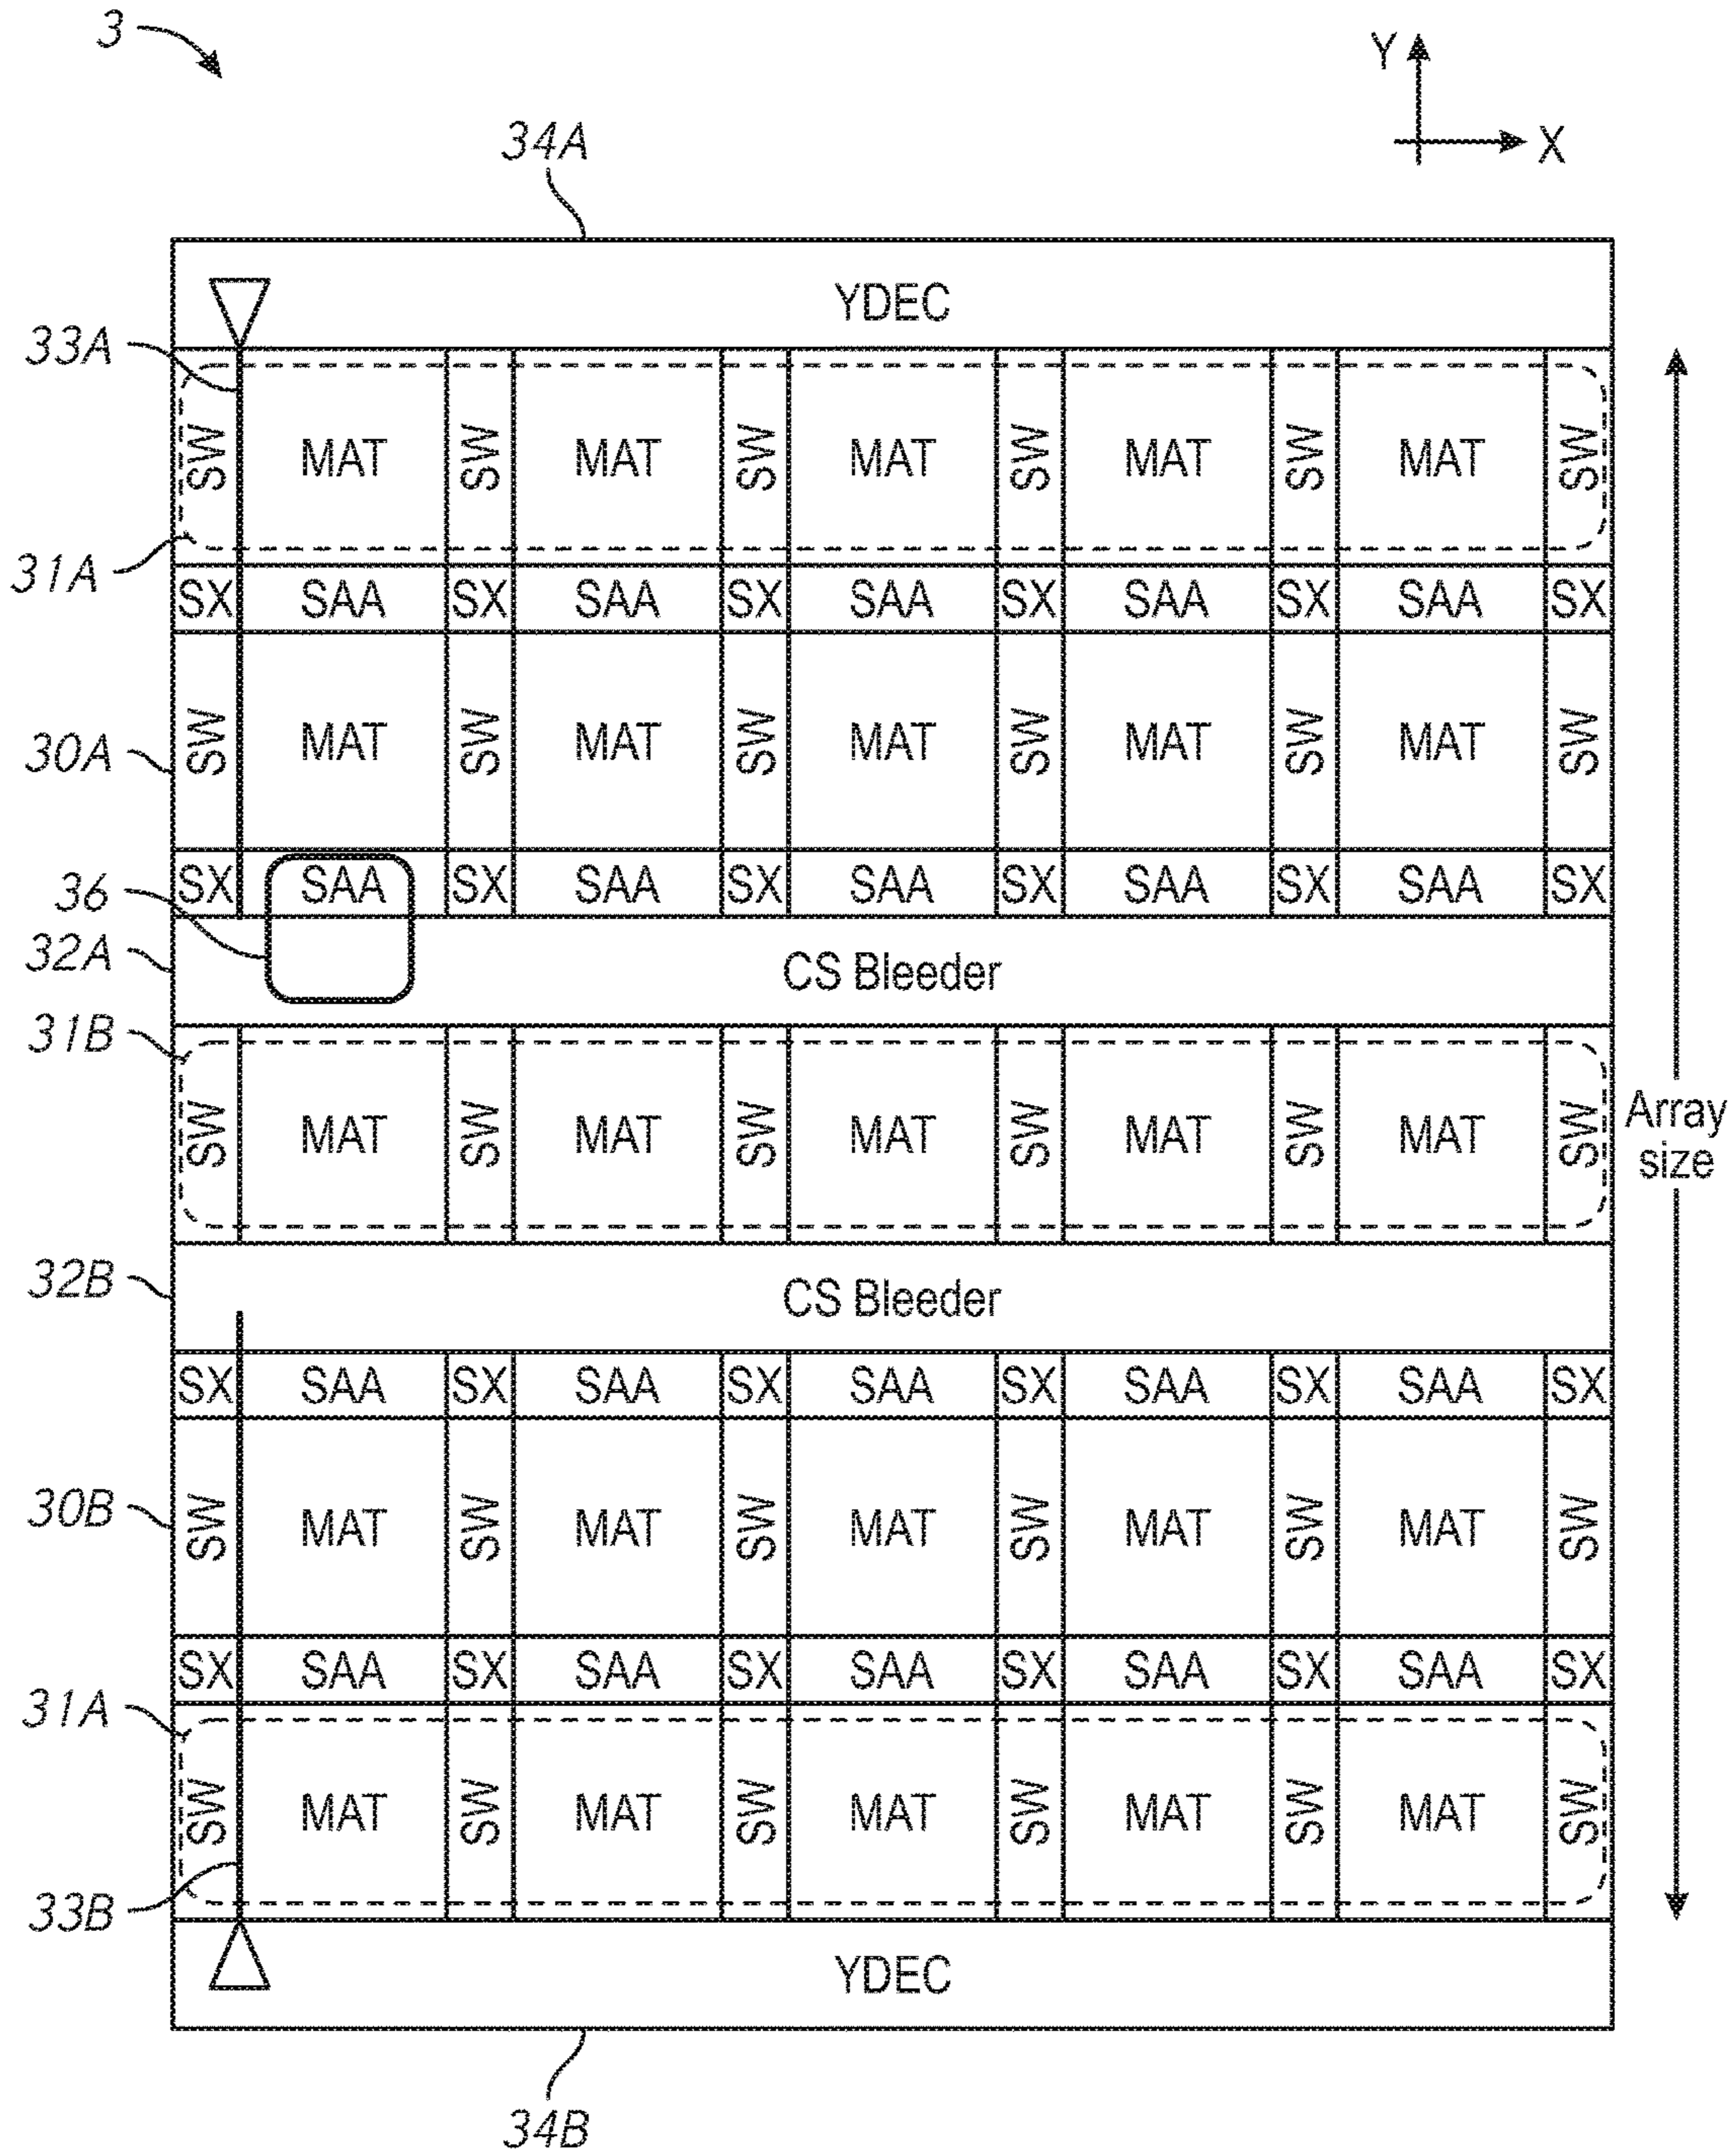 3
Y
X
34A
YDEC
33A
SW MAT SW MAT SW MAT SW MAT SW MAT SW
31A
SX SAA SX SAA SX SAA SX SAA SX SAA SX
30A
SW MAT SW MAT SW MAT SW MAT SW MAT SW
SX SAA SX SAA SX SAA SX SAA SX SAA SX
36
32A
CS Bleeder
31B
SW MAT SW MAT SW MAT SW MAT SW MAT SW
Array
size
32B
CS Bleeder
SX SAA SX SAA SX SAA SX SAA SX SAA SX
30B
SW MAT SW MAT SW MAT SW MAT SW MAT SW
SX SAA SX SAA SX SAA SX SAA SX SAA SX
31A
SW MAT SW MAT SW MAT SW MAT SW MAT SW
33B
YDEC
34B